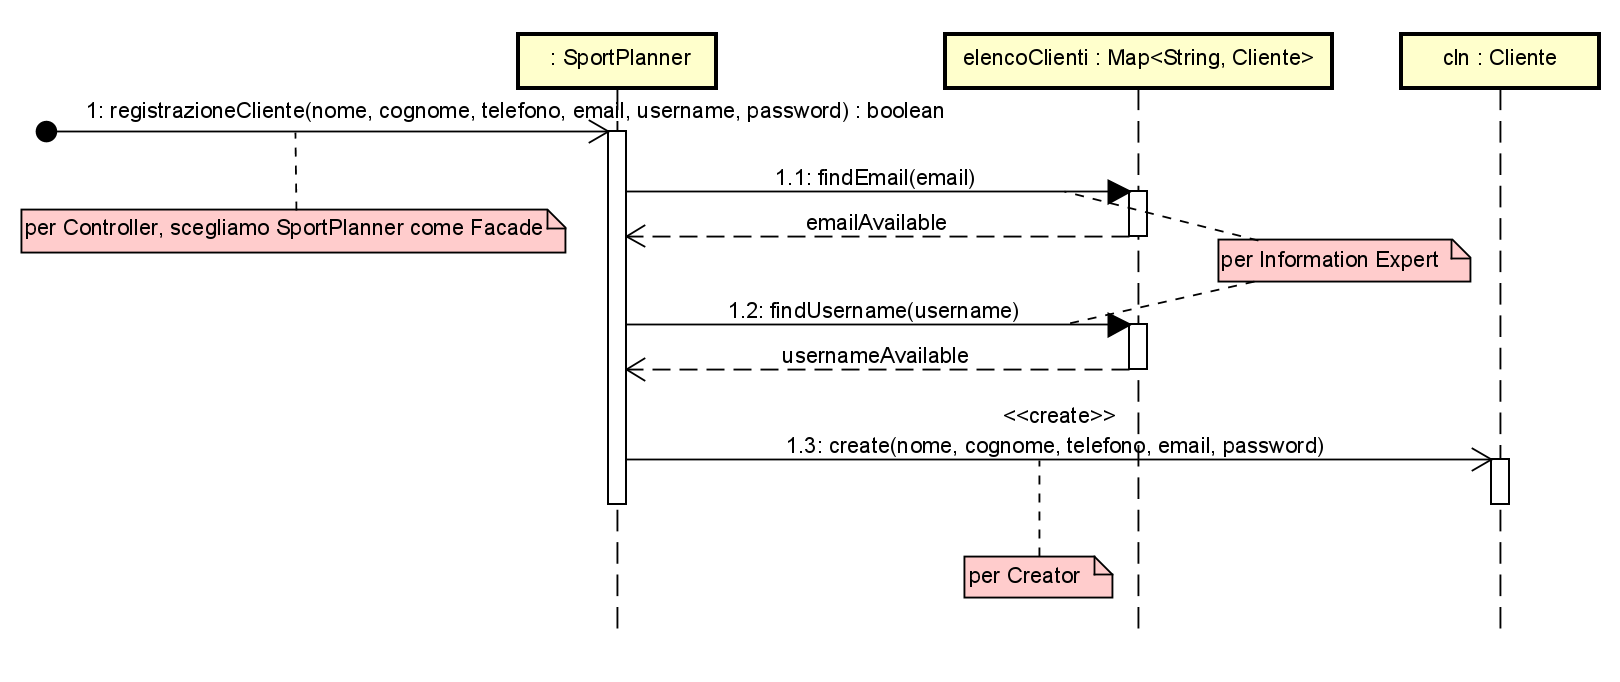 : SportPlanner
elencoClienti : Map<String, Cliente>
cln : Cliente
1: registrazioneCliente(nome, cognome, telefono, email, username, password) : boolean
1.1: findEmail(email)
emailAvailable
per Controller, scegliamo SportPlanner come Facade
per Information Expert
1.2: findUsername(username)
usernameAvailable
<<create>>
1.3: create(nome, cognome, telefono, email, password)
per Creator